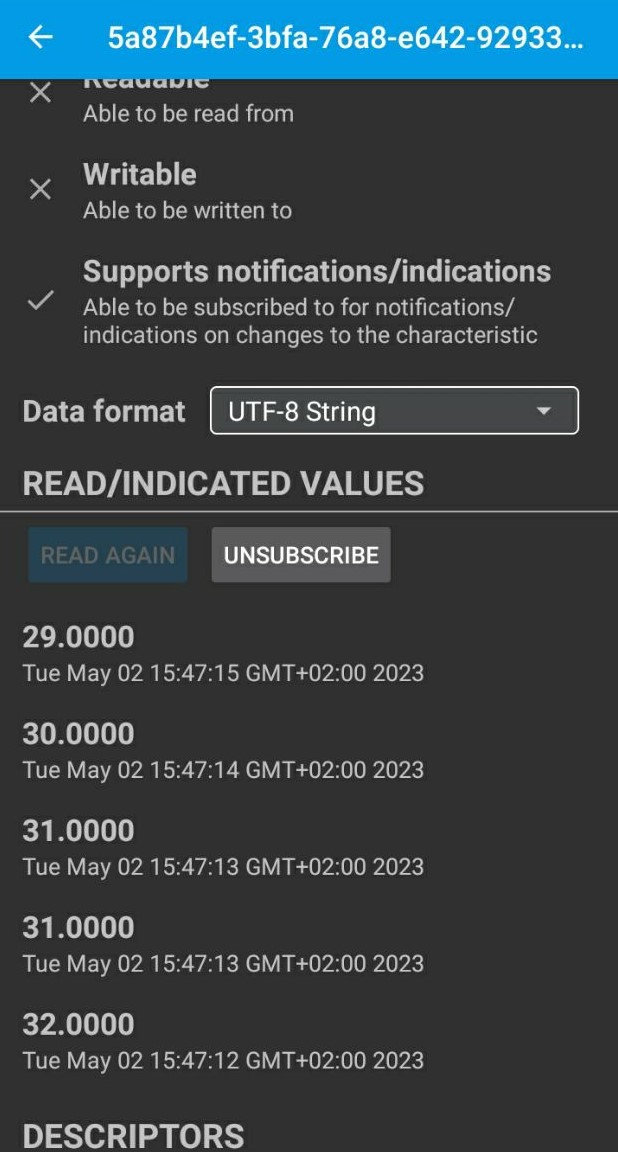 5a87b4ef-3bfa-76a8-e642-92933...
Readable
Able to be read from
Writable
Able to be written to
Supports notifications/indications
Able to be subscribed to for notifications/
indications on changes to the characteristic
Data format
UTF-8 String
READ/INDICATED VALUES
READ AGAIN
UNSUBSCRIBE
29.0000
Tue May 02 15:47:15 GMT+02:00 2023
30.0000
Tue May 02 15:47:14 GMT+02:00 2023
31.0000
Tue May 02 15:47:13 GMT+02:00 2023
31.0000
Tue May 02 15:47:13 GMT+02:00 2023
32.0000
Tue May 02 15:47:12 GMT+02:00 2023
DESCRIPTORS